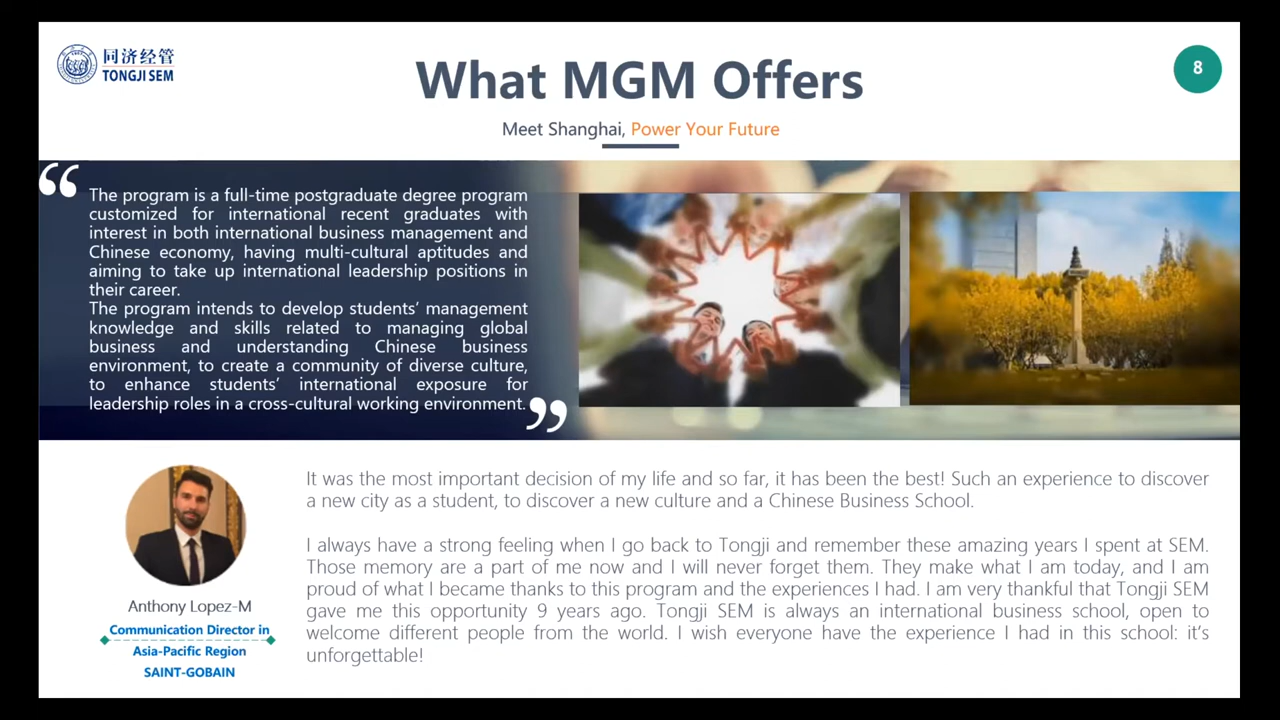 同济经管
TONGJI SEM
What MGM Offers
8
Meet Shanghai, Power Your Future
“
The program is a full-time postgraduate degree program
customized for international recent graduates with
interest in both international business management and
Chinese economy, having multi-cultural aptitudes and
aiming to take up international leadership positions in
their career.
The program intends to develop students’ management
knowledge and skills related to managing global
business and understanding Chinese business
environment, to create a community of diverse culture,
to enhance students’ international exposure for
leadership roles in a cross-cultural working environment.
”
It was the most important decision of my life and so far, it has been the best! Such an experience to discover
a new city as a student, to discover a new culture and a Chinese Business School.
I always have a strong feeling when I go back to Tongji and remember these amazing years I spent at SEM.
Those memory are a part of me now and I will never forget them. They make what I am today, and I am
proud of what I became thanks to this program and the experiences I had. I am very thankful that Tongji SEM
gave me this opportunity 9 years ago. Tongji SEM is always an international business school, open to
welcome different people from the world. I wish everyone have the experience I had in this school: it’s
unforgettable!
Anthony Lopez-M
Communication Director in
Asia-Pacific Region
SAINT-GOBAIN